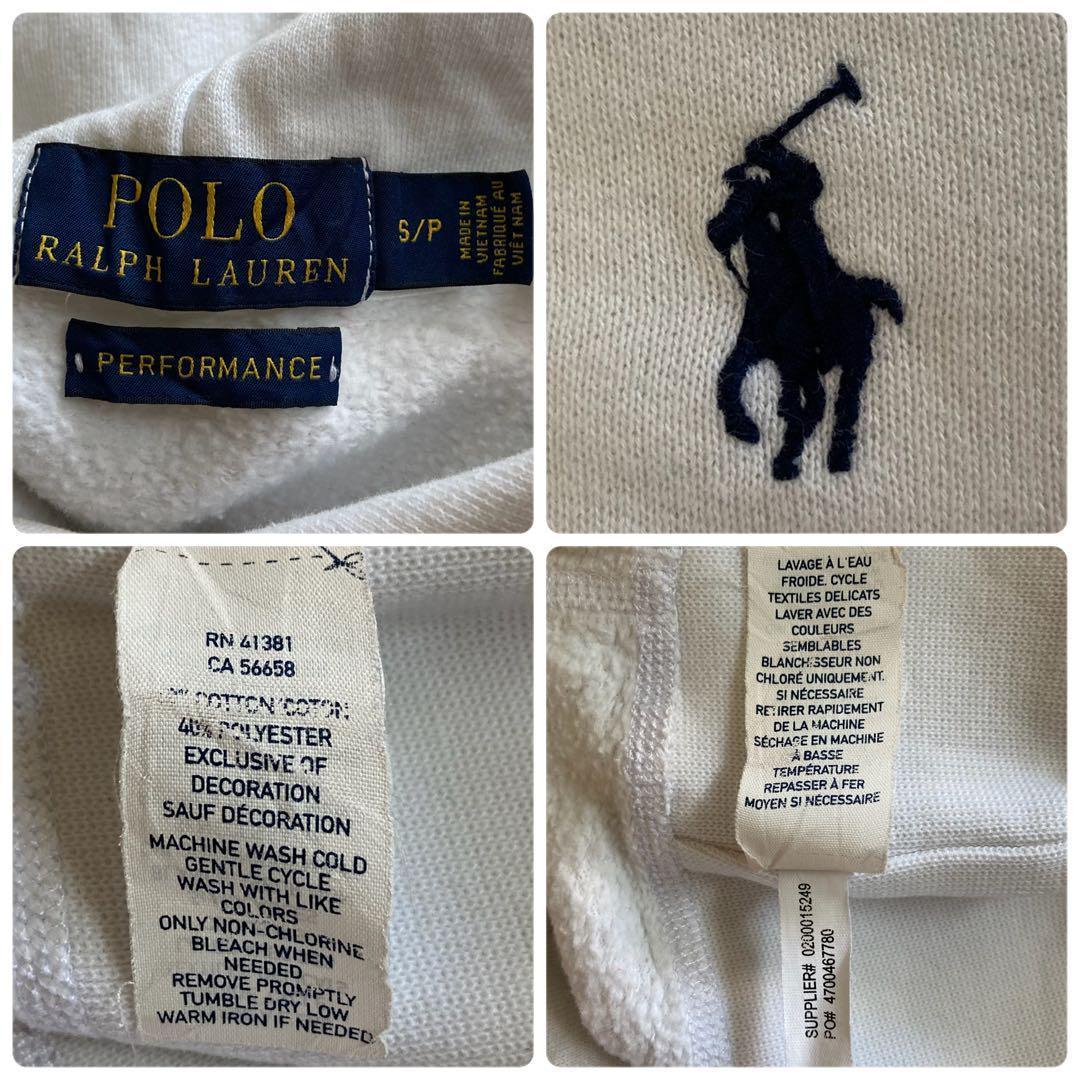 POLO
RALPH LAUREN
S/P
MADE IN
VIETNAM
FABRIQUÉ AU
VIÊT NAM
PERFORMANCE
RN 41381
CA 56658
COTTON/COTON
40% POLYESTER
EXCLUSIVE OF
DECORATION
SAUF DÉCORATION
MACHINE WASH COLD
GENTLE CYCLE
WASH WITH LIKE
COLORS
ONLY NON-CHLORINE
BLEACH WHEN
NEEDED
REMOVE PROMPTLY
TUMBLE DRY LOW
WARM IRON IF NEEDED
LAVAGE À L'EAU
FROIDE. CYCLE
TEXTILES DELICATS
LAVER AVEC DES
COULEURS
SEMBLABLES
BLANCHISSEUR NON
CHLORÉ UNIQUEMENT.
SI NÉCESSAIRE
RETIRER RAPIDEMENT
DE LA MACHINE
SÉCHAGE EN MACHINE
À BASSE
TEMPÉRATURE
REPASSER À FER
MOYEN SI NÉCESSAIRE
SUPPLIER# 0200015249
PO# 4700467780